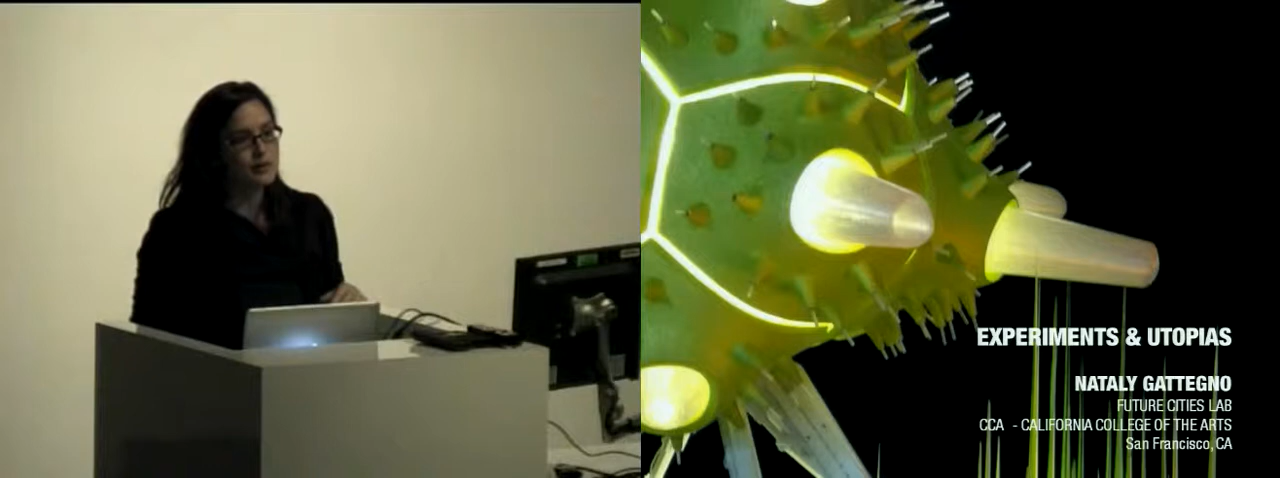 EXPERIMENTS & UTOPIAS
NATALY GATTEGNO
FUTURE CITIES LAB
CCA - CALIFORNIA COLLEGE OF THE ARTS
San Francisco, CA